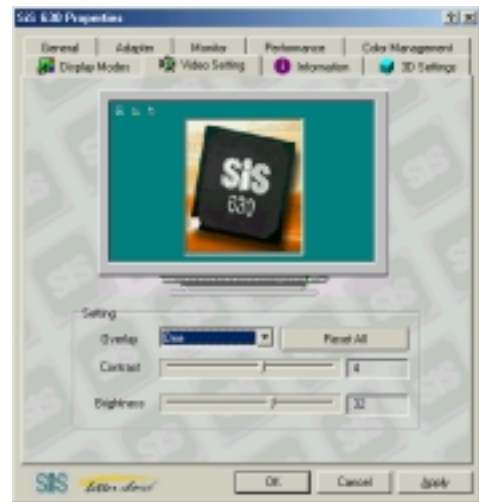 SiS 630 Properties
General Adapter Monitor Performance Color Management
Display Modes Video Setting Information 3D Settings
SiS
630
Setting
Overlay One Reset All
Contrast 4
Brightness 32
SiS
OK Cancel Apply